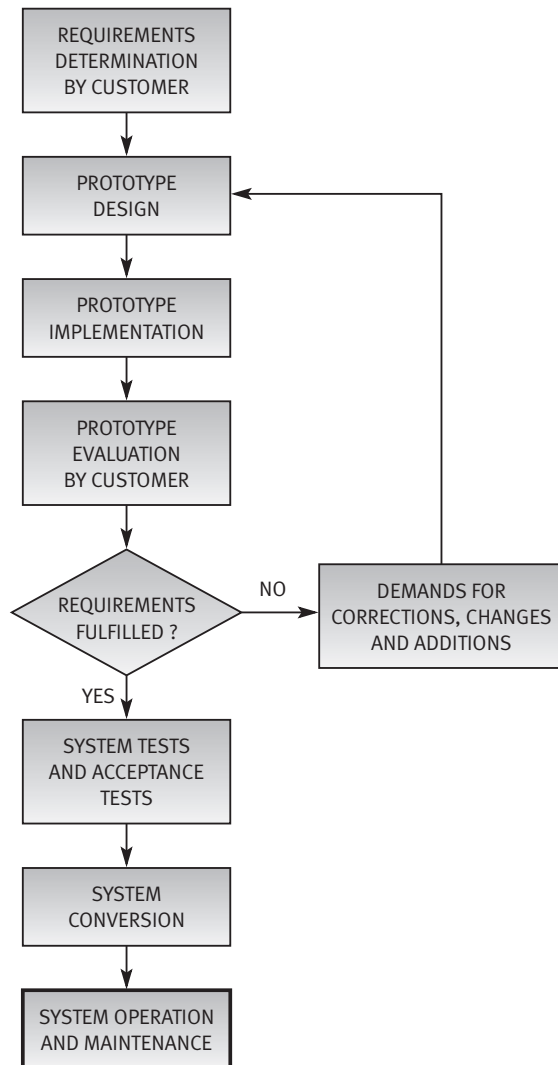 REQUIREMENTS
DETERMINATION
BY CUSTOMER
PROTOTYPE
DESIGN
PROTOTYPE
IMPLEMENTATION
PROTOTYPE
EVALUATION
BY CUSTOMER
REQUIREMENTS
FULFILLED ?
NO
DEMANDS FOR
CORRECTIONS, CHANGES
AND ADDITIONS
YES
SYSTEM TESTS
AND ACCEPTANCE
TESTS
SYSTEM
CONVERSION
SYSTEM OPERATION
AND MAINTENANCE